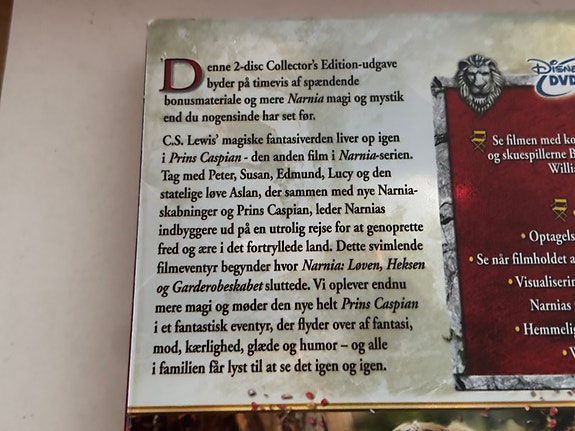 Denne 2-disc Collector's Edition-udgave
byder på timevis af spændende
bonusmateriale og mere Narnia magi og mystik
end du nogensinde har set før.
C.S. Lewis' magiske fantasiverden liver op igen
i Prins Caspian - den anden film i Narnia-serien.
Tag med Peter, Susan, Edmund, Lucy og den
statelige løve Aslan, der sammen med nye Narnia-
skabninger og Prins Caspian, leder Narnias
indbyggere ud på en utrolig rejse for at genoprette
fred og ære i det fortryllede land. Dette svimlende
filmeventyr begynder hvor Narnia: Løven, Heksen
og Garderobeskabet sluttede. Vi oplever endnu
mere magi og møder den nye helt Prins Caspian
i et fantastisk eventyr, der flyder over af fantasi,
mod, kærlighed, glæde og humor – og alle
i familien får lyst til at se det igen og igen.
Disney
DVD
Se filmen med
og skuespillerne
• Optagels
• Se når filmholdet
• Visualiserin
Narnias
• Hemmelig